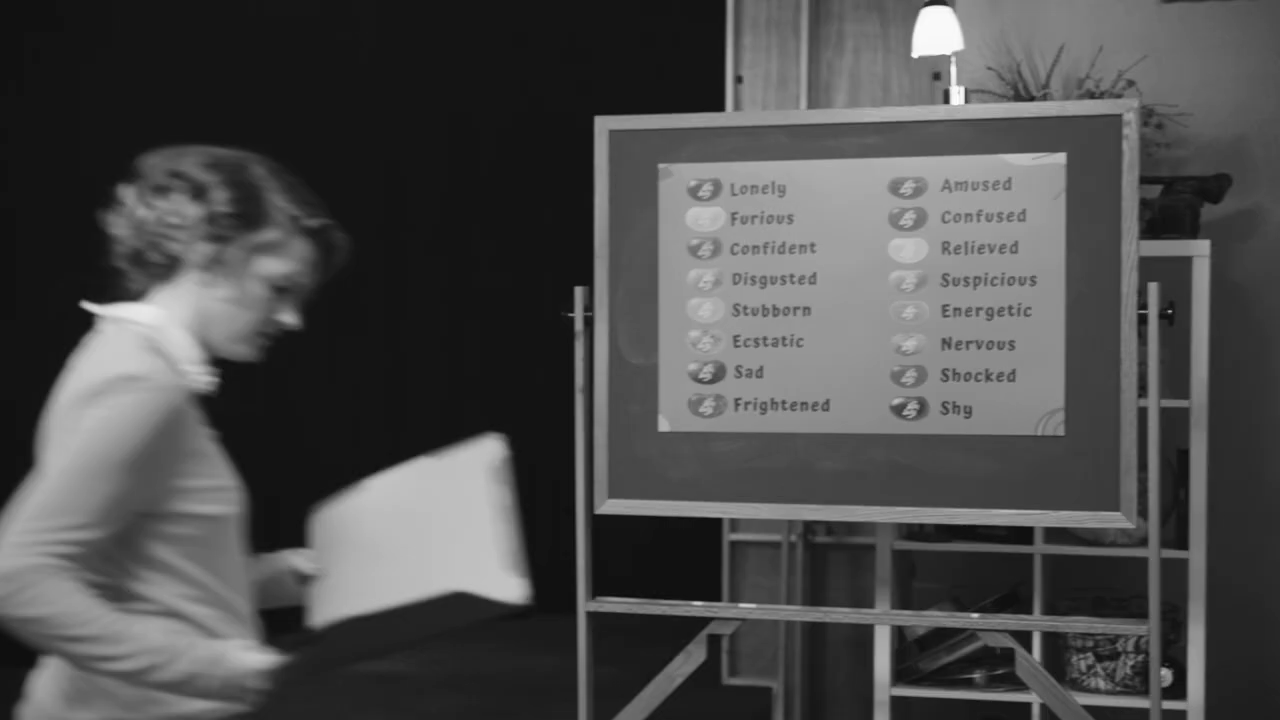 Lonely
Furious
Confident
Disgusted
Stubborn
Ecstatic
Sad
Frightened
Amused
Confused
Relieved
Suspicious
Energetic
Nervous
Shocked
Shy